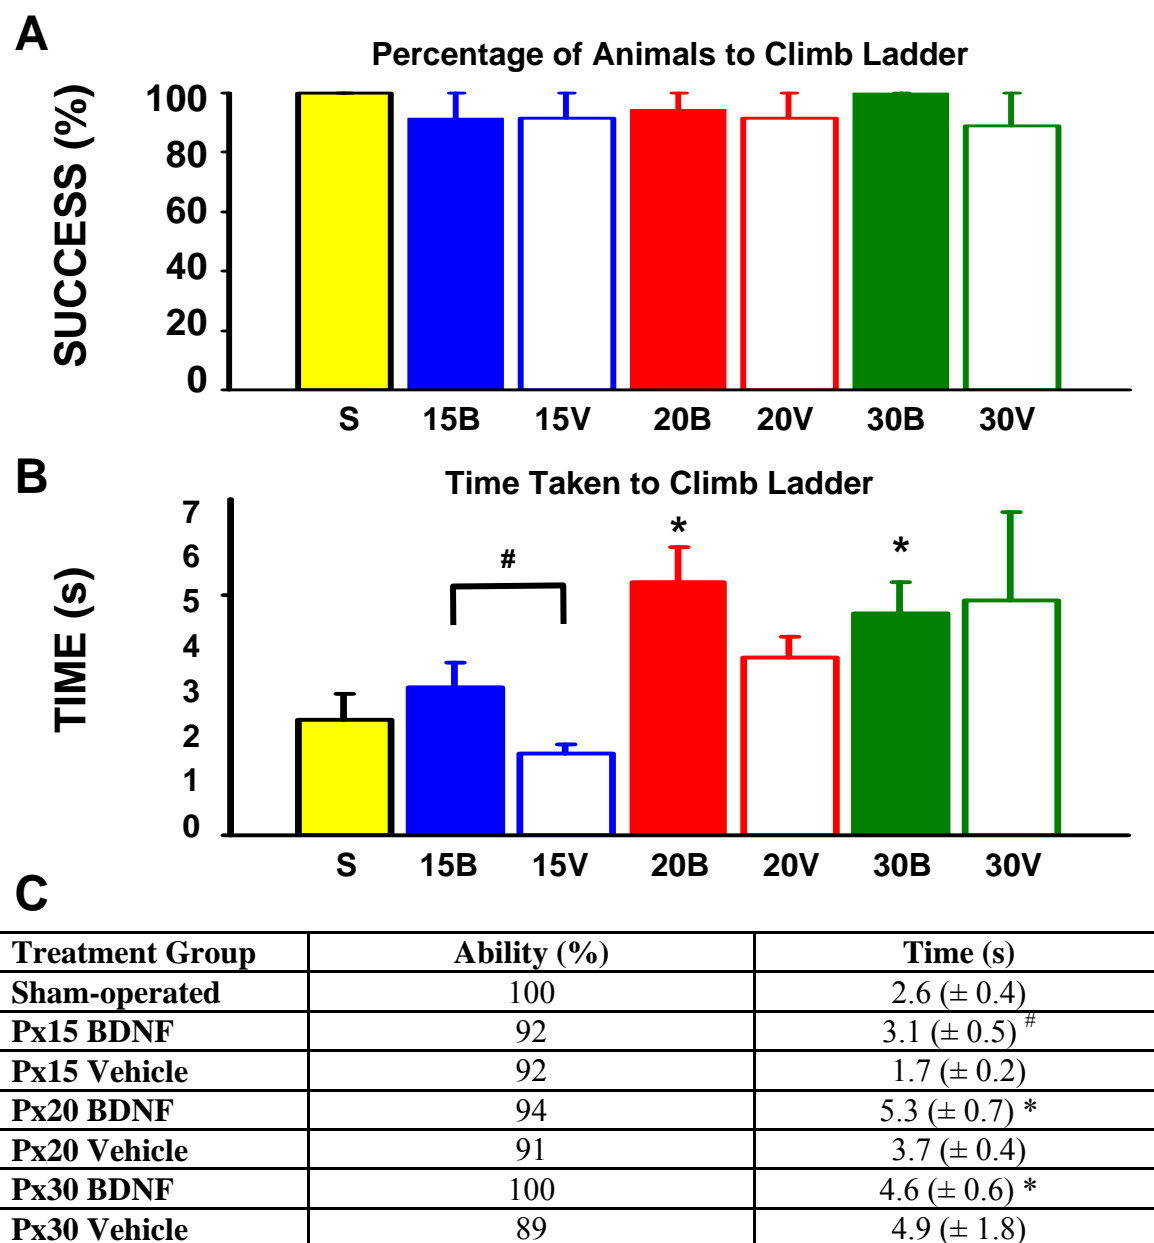 A
Percentage of Animals to Climb Ladder
SUCCESS (%)
100
80
60
40
20
0
S 15B 15V 20B 20V 30B 30V
B
Time Taken to Climb Ladder
TIME (s)
7
6
5
4
3
2
1
0
#
*
*
S 15B 15V 20B 20V 30B 30V
C
Treatment Group Ability (%) Time (s)
Sham-operated 100 2.6 (± 0.4)
Px15 BDNF 92 3.1 (± 0.5) #
Px15 Vehicle 92 1.7 (± 0.2)
Px20 BDNF 94 5.3 (± 0.7) *
Px20 Vehicle 91 3.7 (± 0.4)
Px30 BDNF 100 4.6 (± 0.6) *
Px30 Vehicle 89 4.9 (± 1.8)